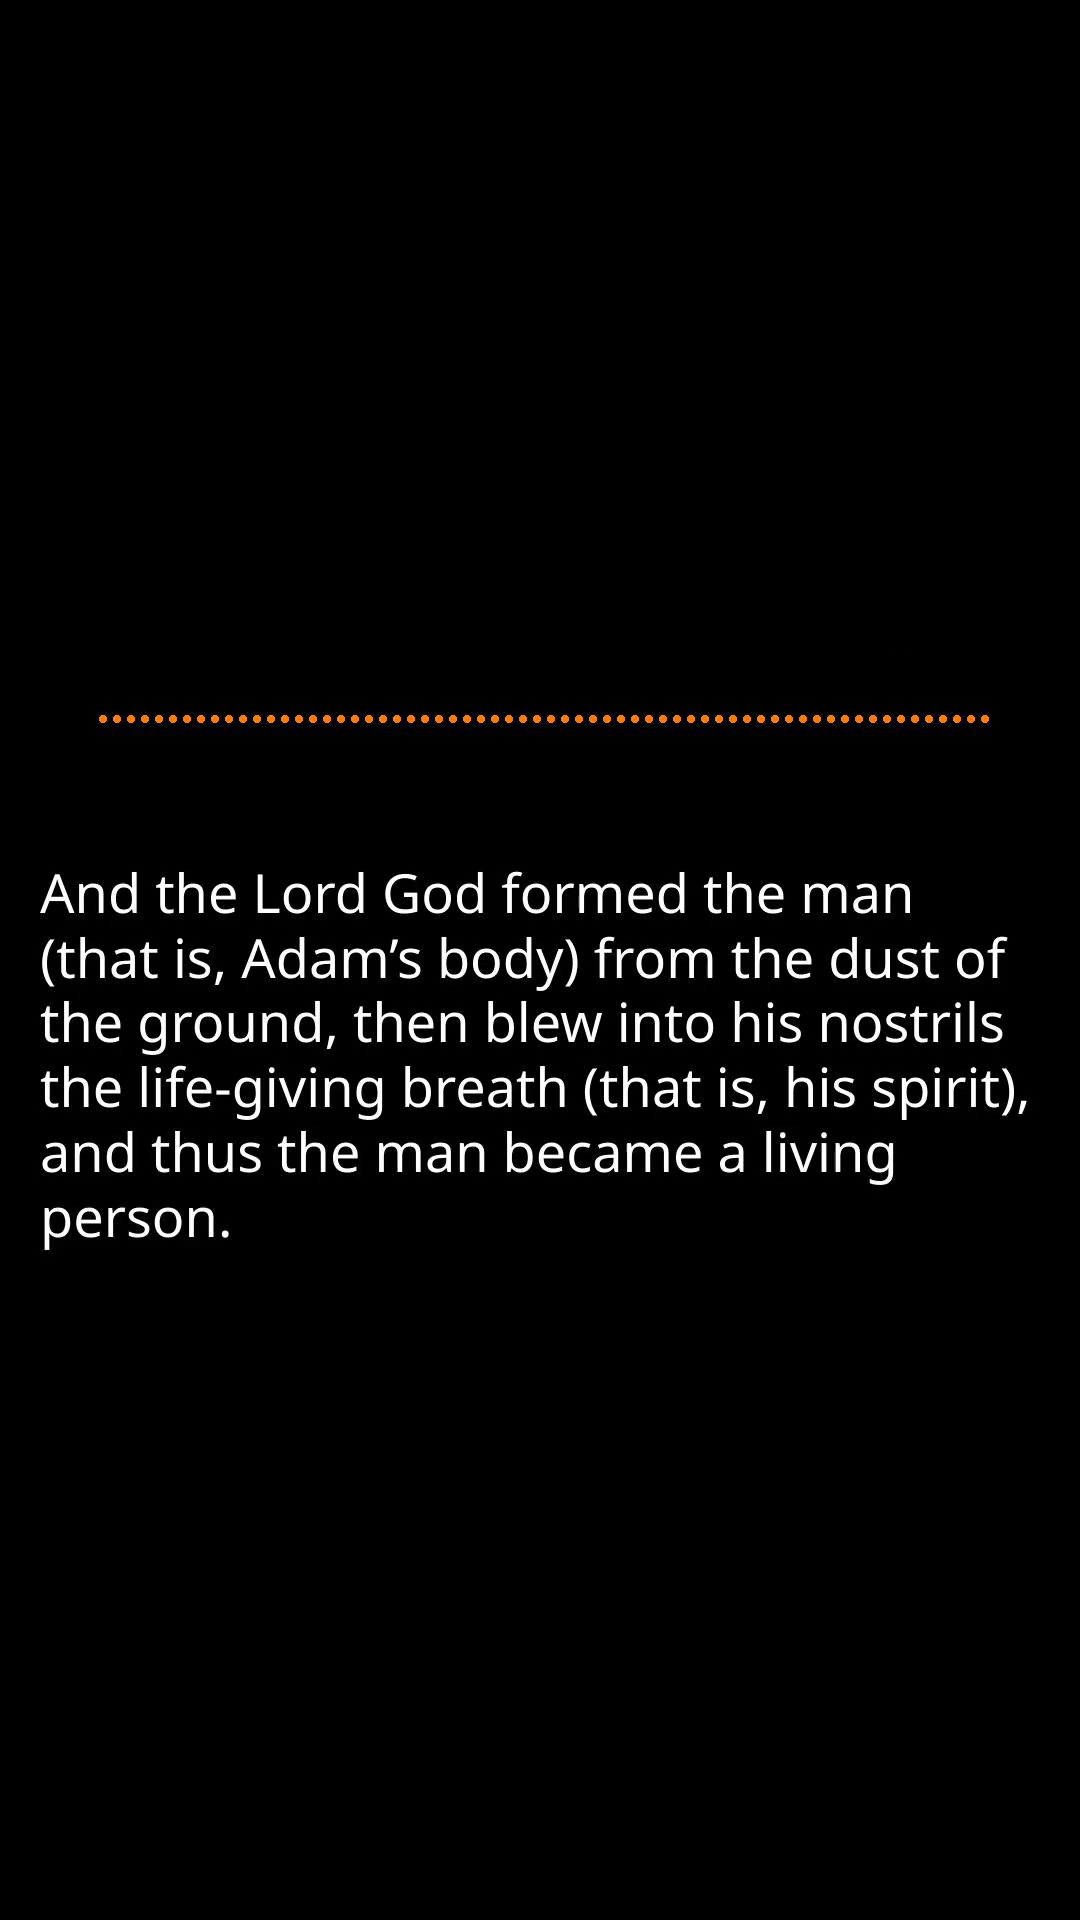 And the Lord God formed the man
(that is, Adam’s body) from the dust of
the ground, then blew into his nostrils
the life-giving breath (that is, his spirit),
and thus the man became a living
person.